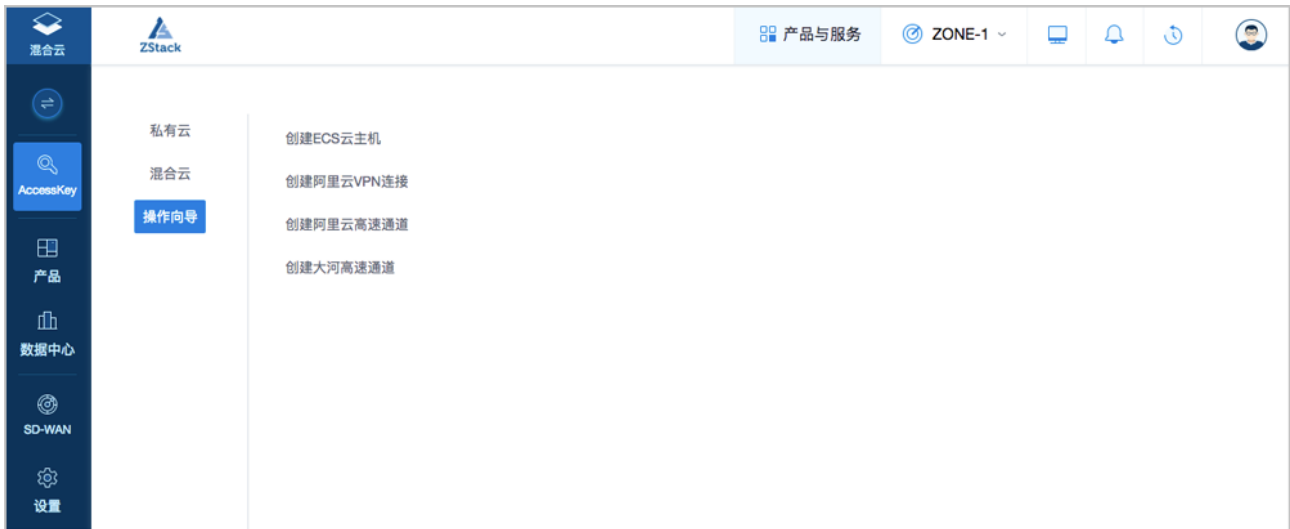 混合云
ZStack
产品与服务
ZONE-1
AccessKey
产品
数据中心
SD-WAN
设置
私有云
混合云
操作向导
创建ECS云主机
创建阿里云VPN连接
创建阿里云高速通道
创建大河高速通道